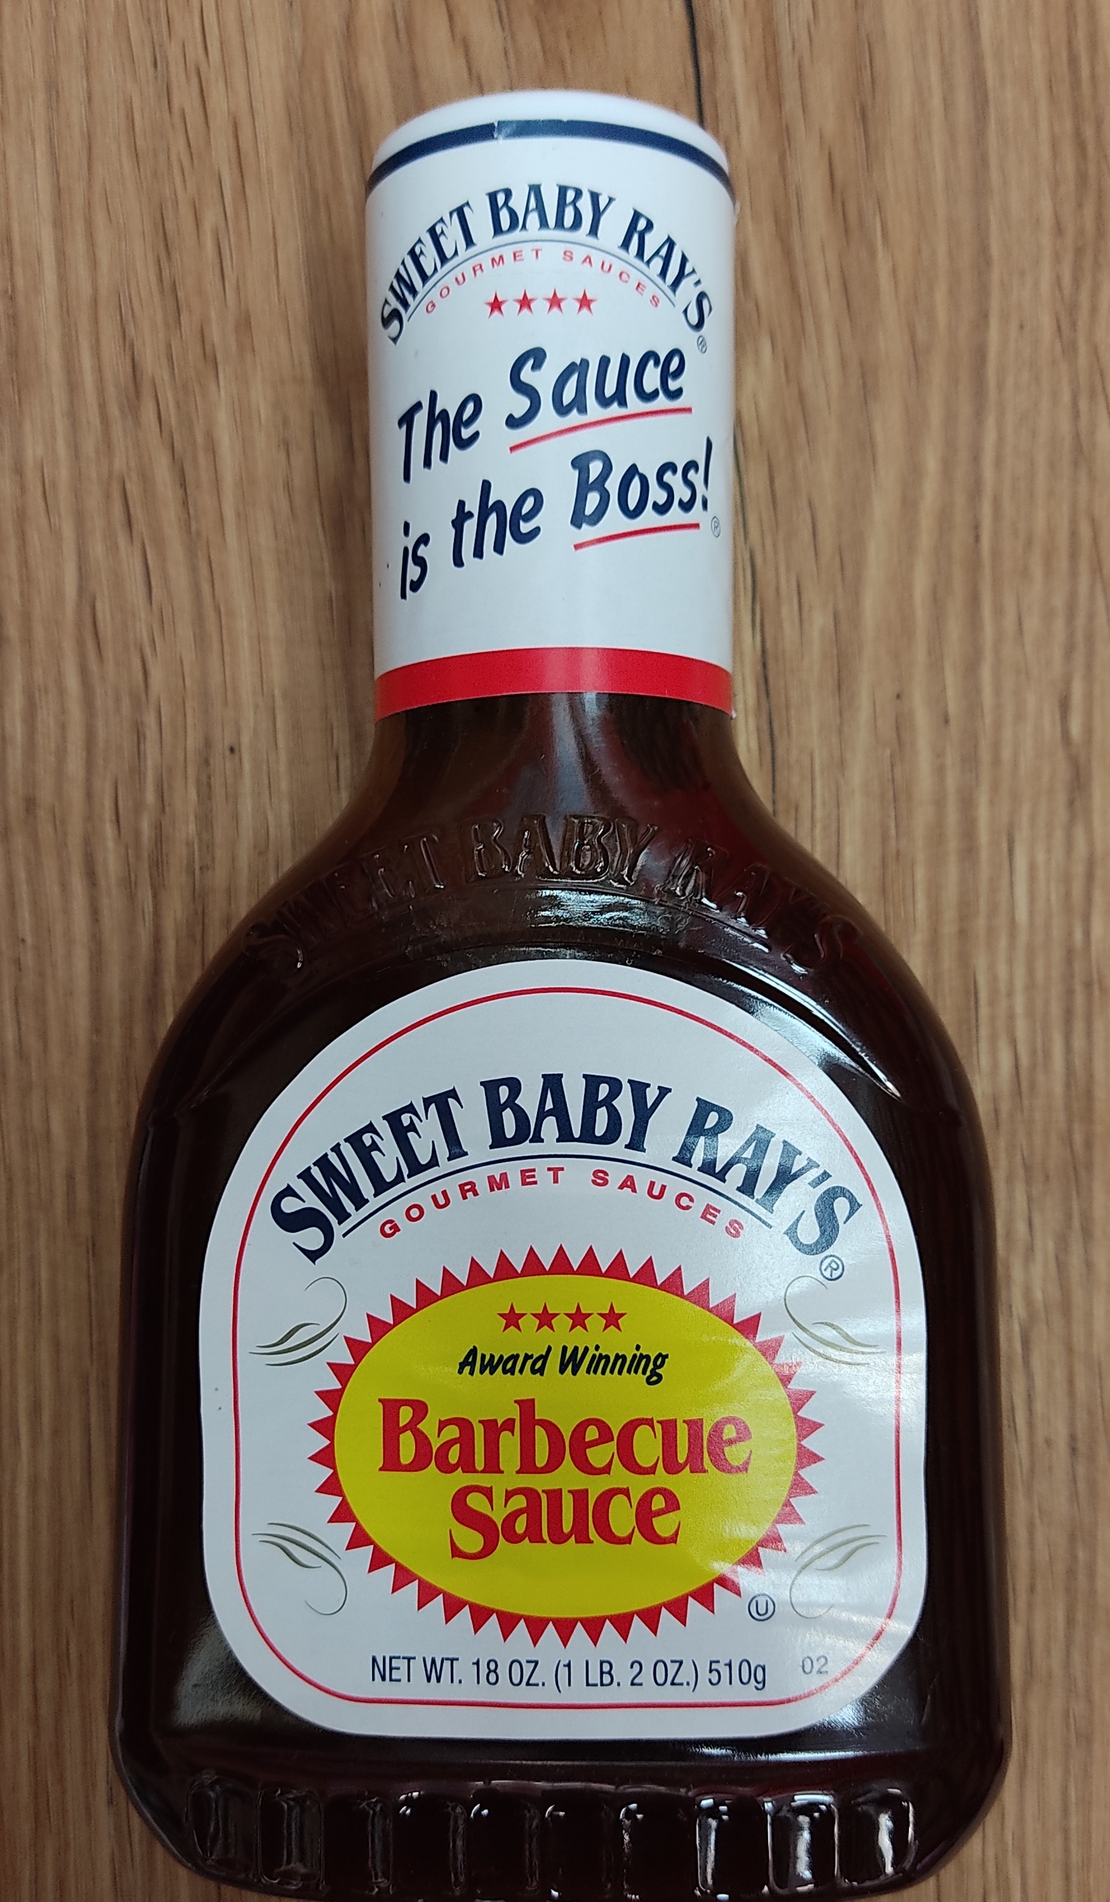 SWEET BABY RAY'S®
GOURMET SAUCES
The Sauce
is the Boss!®
SWEET BABY RAY'S
SWEET BABY RAY'S®
GOURMET SAUCES
Award Winning
Barbecue
Sauce
U
NET WT. 18 OZ. (1 LB. 2 OZ.) 510g 02